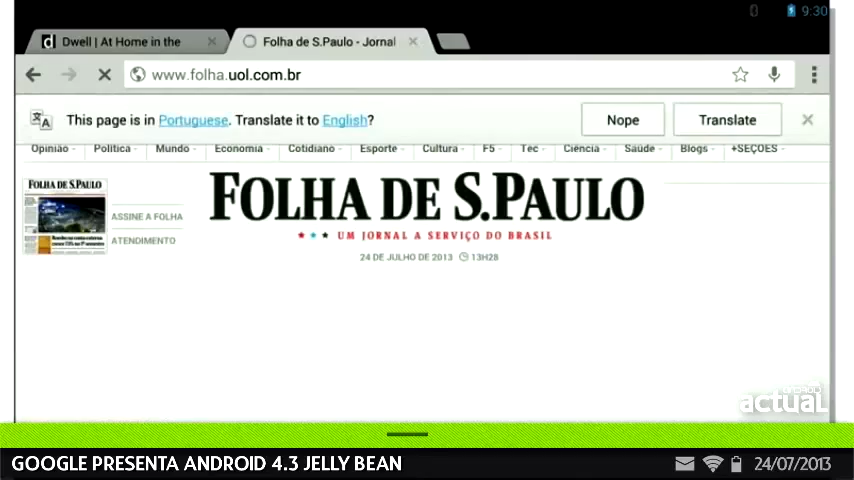 9:30
d Dwell | At Home in the
Folha de S.Paulo - Jornal
www.folha.uol.com.br
This page is in Portuguese. Translate it to English?
Nope
Translate
Opinião Política Mundo Economia Cotidiano Esporte Cultura F5 Tec Ciência Saúde Blogs +SEÇÕES
FOLHA DE S.PAULO
ASSINE A FOLHA
ATENDIMENTO
FOLHA DE S.PAULO
★ ★ ★ UM JORNAL A SERVIÇO DO BRASIL
24 DE JULHO DE 2013 13H28
actual
GOOGLE PRESENTA ANDROID 4.3 JELLY BEAN
24/07/2013